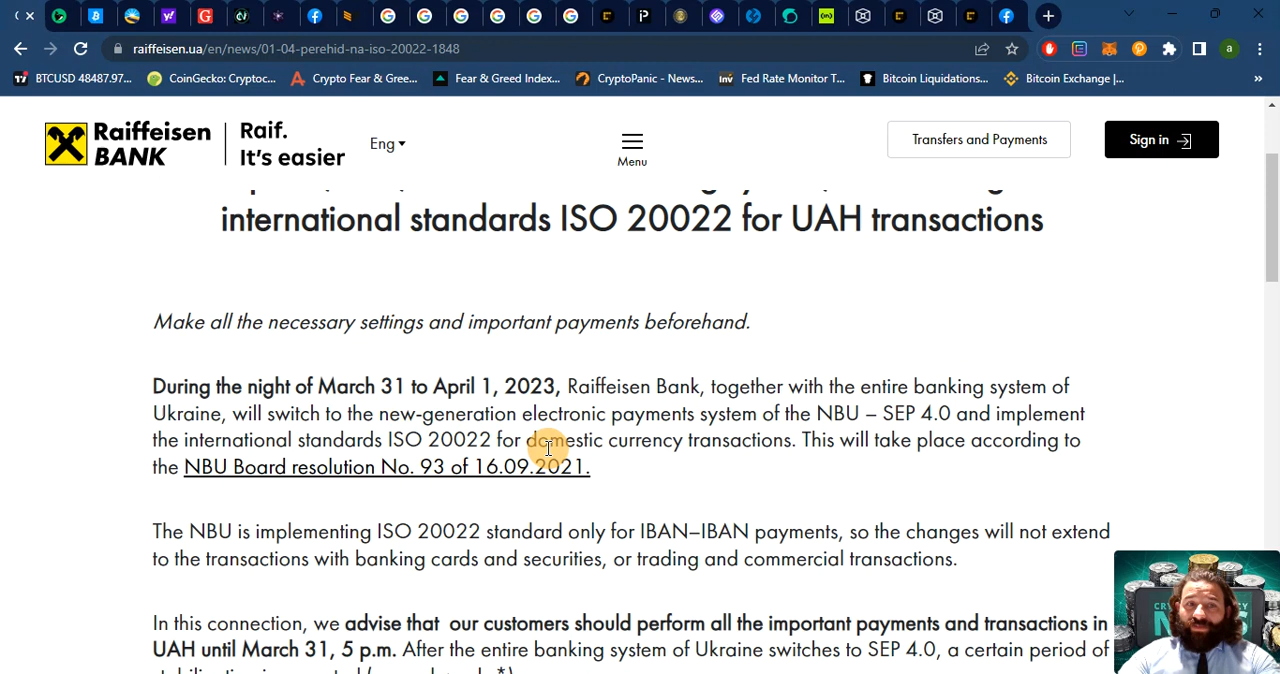 raiffeisen.ua/en/news/01-04-perehid-na-iso-20022-1848
BTCUSD 48487.97...
CoinGecko: Cryptoc...
Crypto Fear & Gree...
Fear & Greed Index...
CryptoPanic - News...
Fed Rate Monitor T...
Bitcoin Liquidations...
Bitcoin Exchange |...
Raiffeisen
BANK
Raif.
It's easier
Eng
Menu
Transfers and Payments
Sign in
international standards ISO 20022 for UAH transactions
Make all the necessary settings and important payments beforehand.
During the night of March 31 to April 1, 2023, Raiffeisen Bank, together with the entire banking system of
Ukraine, will switch to the new-generation electronic payments system of the NBU – SEP 4.0 and implement
the international standards ISO 20022 for domestic currency transactions. This will take place according to
the NBU Board resolution No. 93 of 16.09.2021.
The NBU is implementing ISO 20022 standard only for IBAN–IBAN payments, so the changes will not extend
to the transactions with banking cards and securities, or trading and commercial transactions.
In this connection, we advise that our customers should perform all the important payments and transactions in
UAH until March 31, 5 p.m. After the entire banking system of Ukraine switches to SEP 4.0, a certain period of